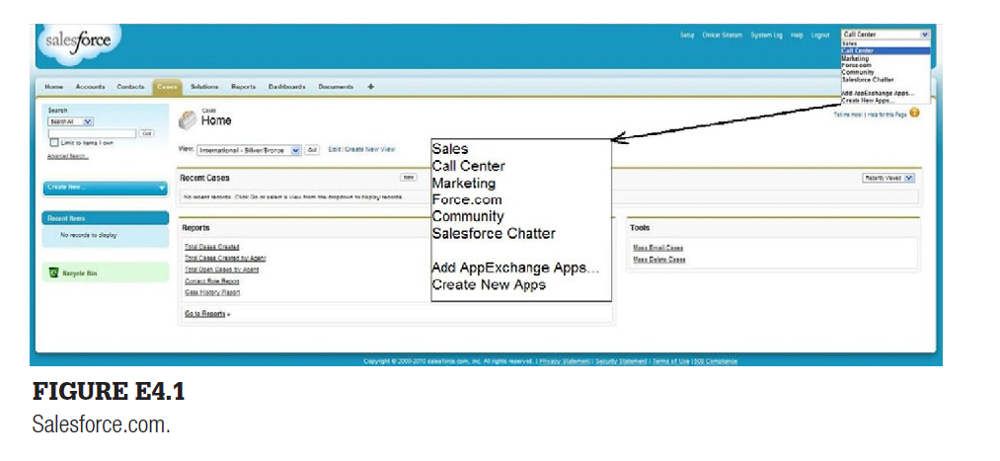 salesforce
Setup Onkar Sitaram System Log Help Logout Call Center
Sales
Call Center
Marketing
Force.com
Community
Salesforce Chatter
Add AppExchange Apps...
Create New Apps...
Home Accounts Contacts Cases Solutions Reports Dashboards Documents +
Tell me more! | Help for this Page ?
Search
Search All
Go!
Limit to items I own
Advanced Search...
Create New...
Recent Items
No records to display
Recycle Bin
Cases
Home
View: International - Silver/Bronze Go! Edit | Create New View
Recent Cases New Recently Viewed
No recent records. Click Go or select a view from the dropdown to display records.
Reports
Total Cases Created
Total Cases Created by Agent
Total Open Cases by Agent
Contact Role Report
Case History Report
Go to Reports »
Sales
Call Center
Marketing
Force.com
Community
Salesforce Chatter
Add AppExchange Apps...
Create New Apps
Tools
Mass Email Cases
Mass Delete Cases
Copyright © 2000-2010 salesforce.com, inc. All rights reserved. | Privacy Statement | Security Statement | Terms of Use | 508 Compliance
FIGURE E4.1
Salesforce.com.